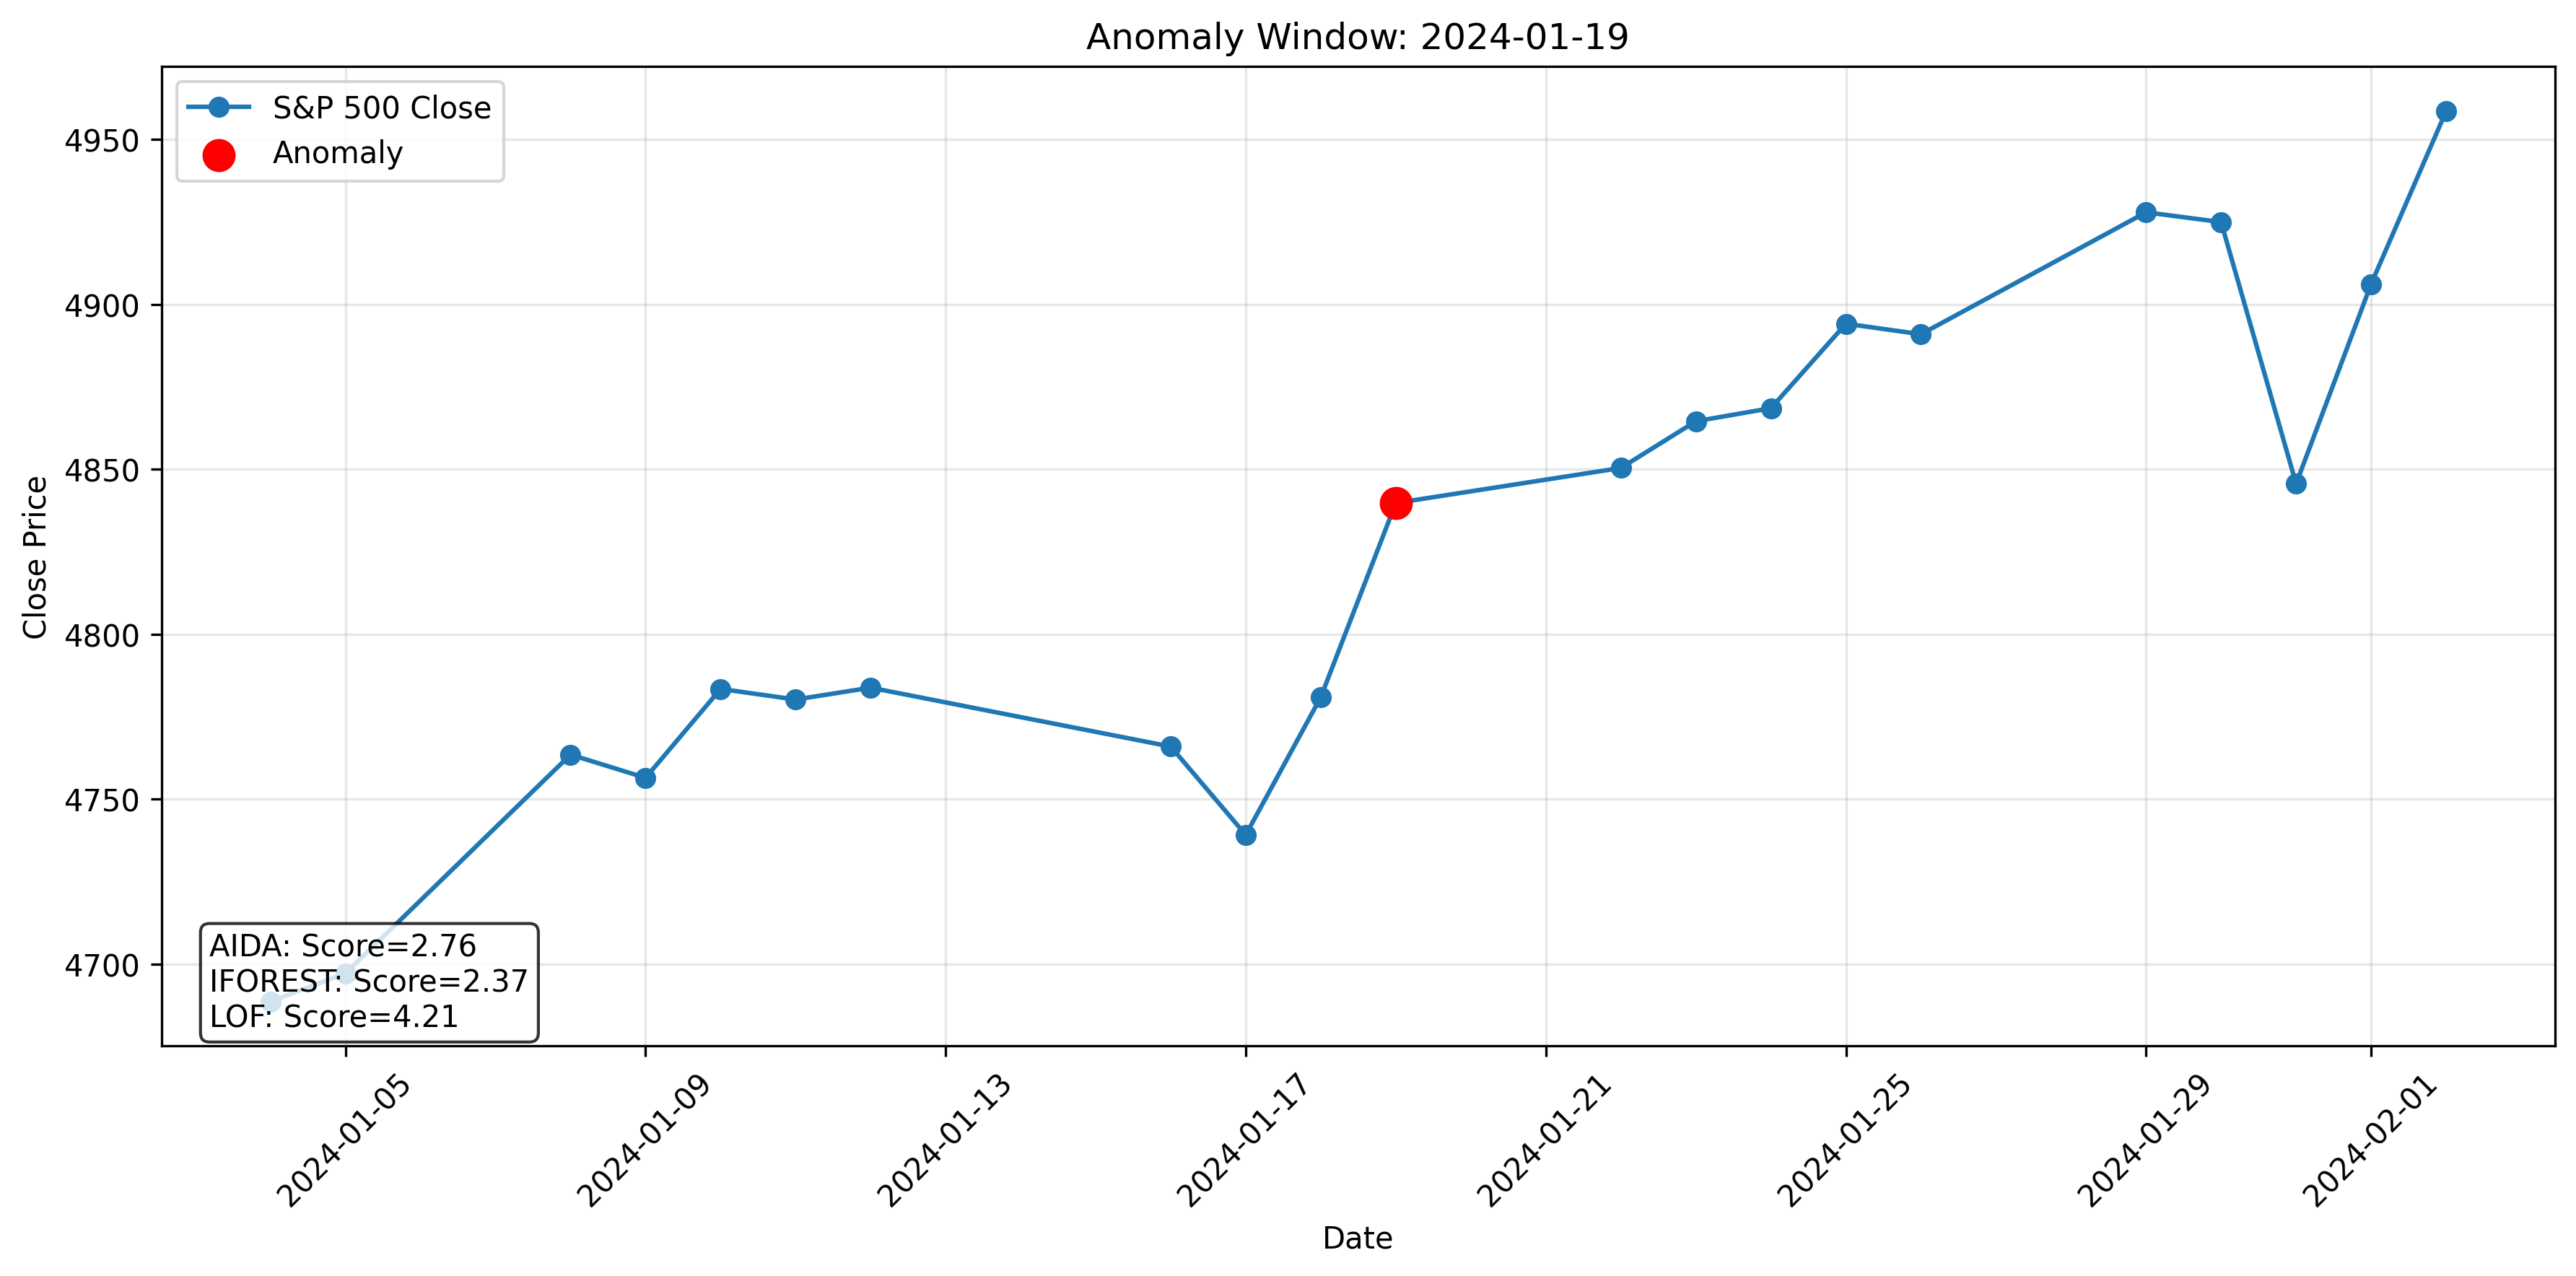 Anomaly Window: 2024-01-19
S&P 500 Close
Anomaly
4950
4900
4850
4800
4750
4700
Close Price
AIDA: Score=2.76
IFOREST: Score=2.37
LOF: Score=4.21
2024-01-05
2024-01-09
2024-01-13
2024-01-17
2024-01-21
2024-01-25
2024-01-29
2024-02-01
Date